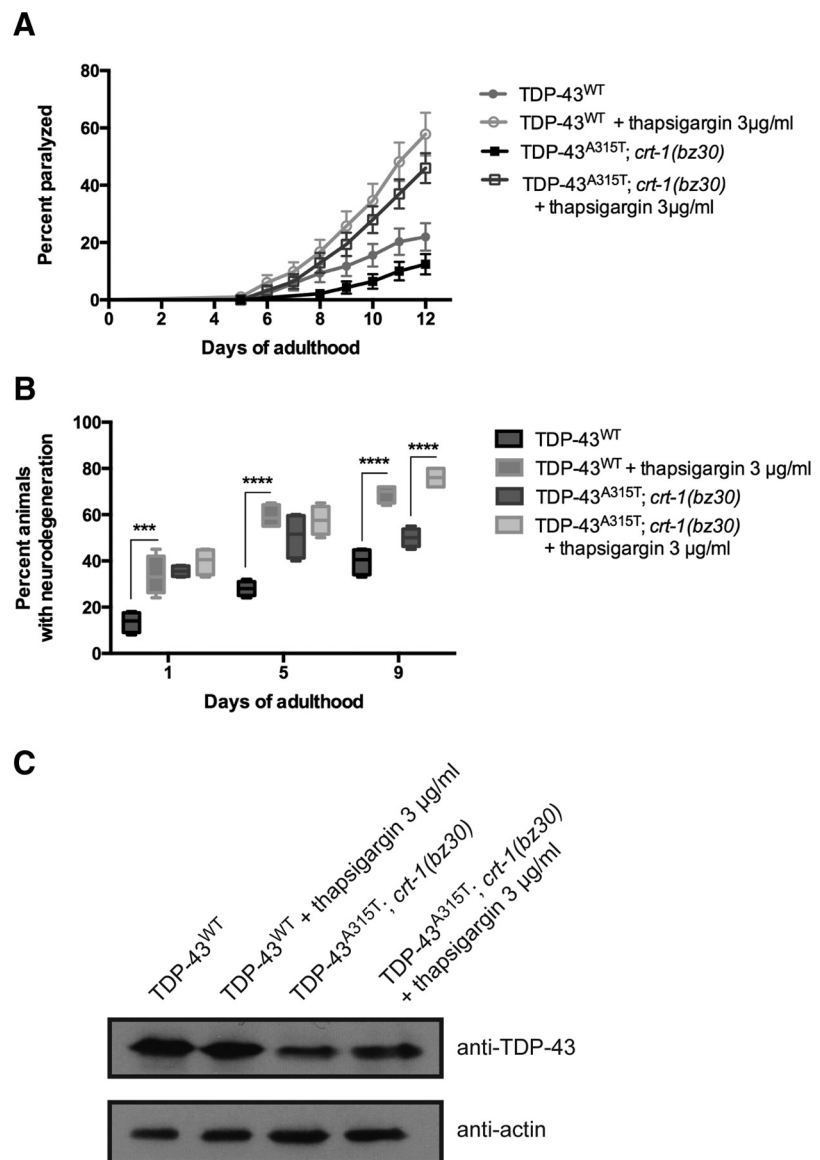 A
80
60
40
20
0
Percent paralyzed
0 2 4 6 8 10 12
Days of adulthood
TDP-43WT
TDP-43WT + thapsigargin 3µg/ml
TDP-43A315T; crt-1(bz30)
TDP-43A315T; crt-1(bz30)
+ thapsigargin 3µg/ml
B
100
80
60
40
20
0
Percent animals
with neurodegeneration
***
****
****
****
1 5 9
Days of adulthood
TDP-43WT
TDP-43WT + thapsigargin 3 µg/ml
TDP-43A315T; crt-1(bz30)
TDP-43A315T; crt-1(bz30)
+ thapsigargin 3 µg/ml
C
TDP-43WT
TDP-43WT + thapsigargin 3 µg/ml
TDP-43A315T; crt-1(bz30)
TDP-43A315T; crt-1(bz30)
+ thapsigargin 3 µg/ml
anti-TDP-43
anti-actin